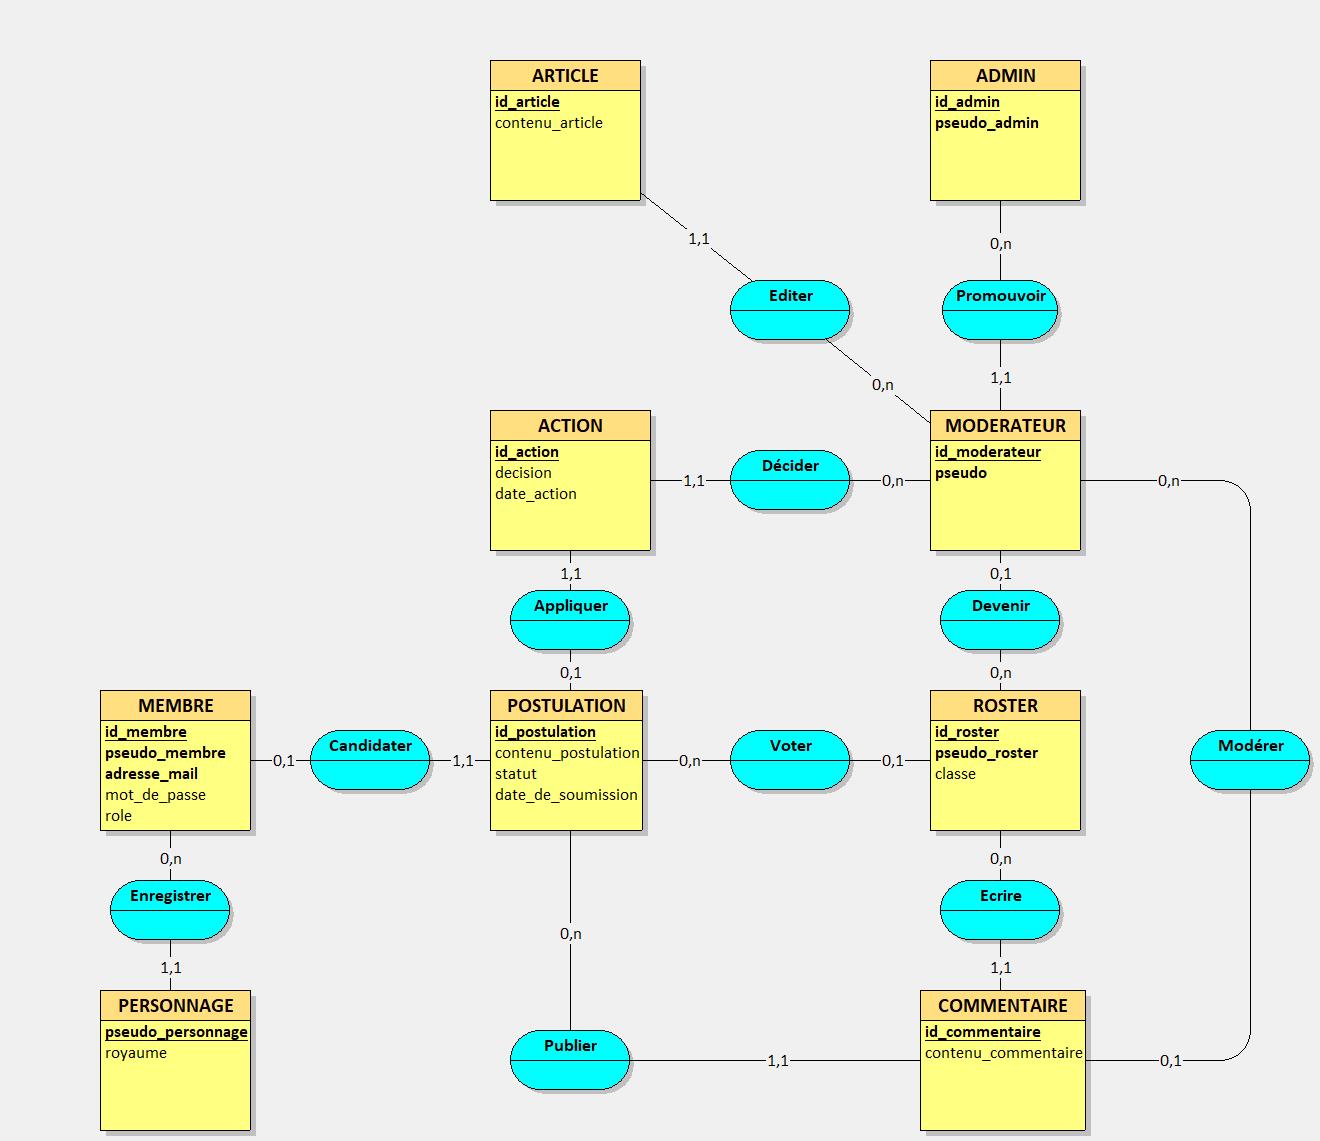 ARTICLE
id_article
contenu_article
ADMIN
id_admin
pseudo_admin
1,1
0,n
Editer
Promouvoir
0,n
1,1
ACTION
id_action
decision
date_action
1,1
Décider
0,n
MODERATEUR
id_moderateur
pseudo
0,n
1,1
Appliquer
0,1
0,1
Devenir
0,n
MEMBRE
id_membre
pseudo_membre
adresse_mail
mot_de_passe
role
0,1
Candidater
1,1
POSTULATION
id_postulation
contenu_postulation
statut
date_de_soumission
0,n
Voter
0,1
ROSTER
id_roster
pseudo_roster
classe
Modérer
0,n
Enregistrer
1,1
0,n
0,n
Ecrire
1,1
PERSONNAGE
pseudo_personnage
royaume
Publier
1,1
COMMENTAIRE
id_commentaire
contenu_commentaire
0,1